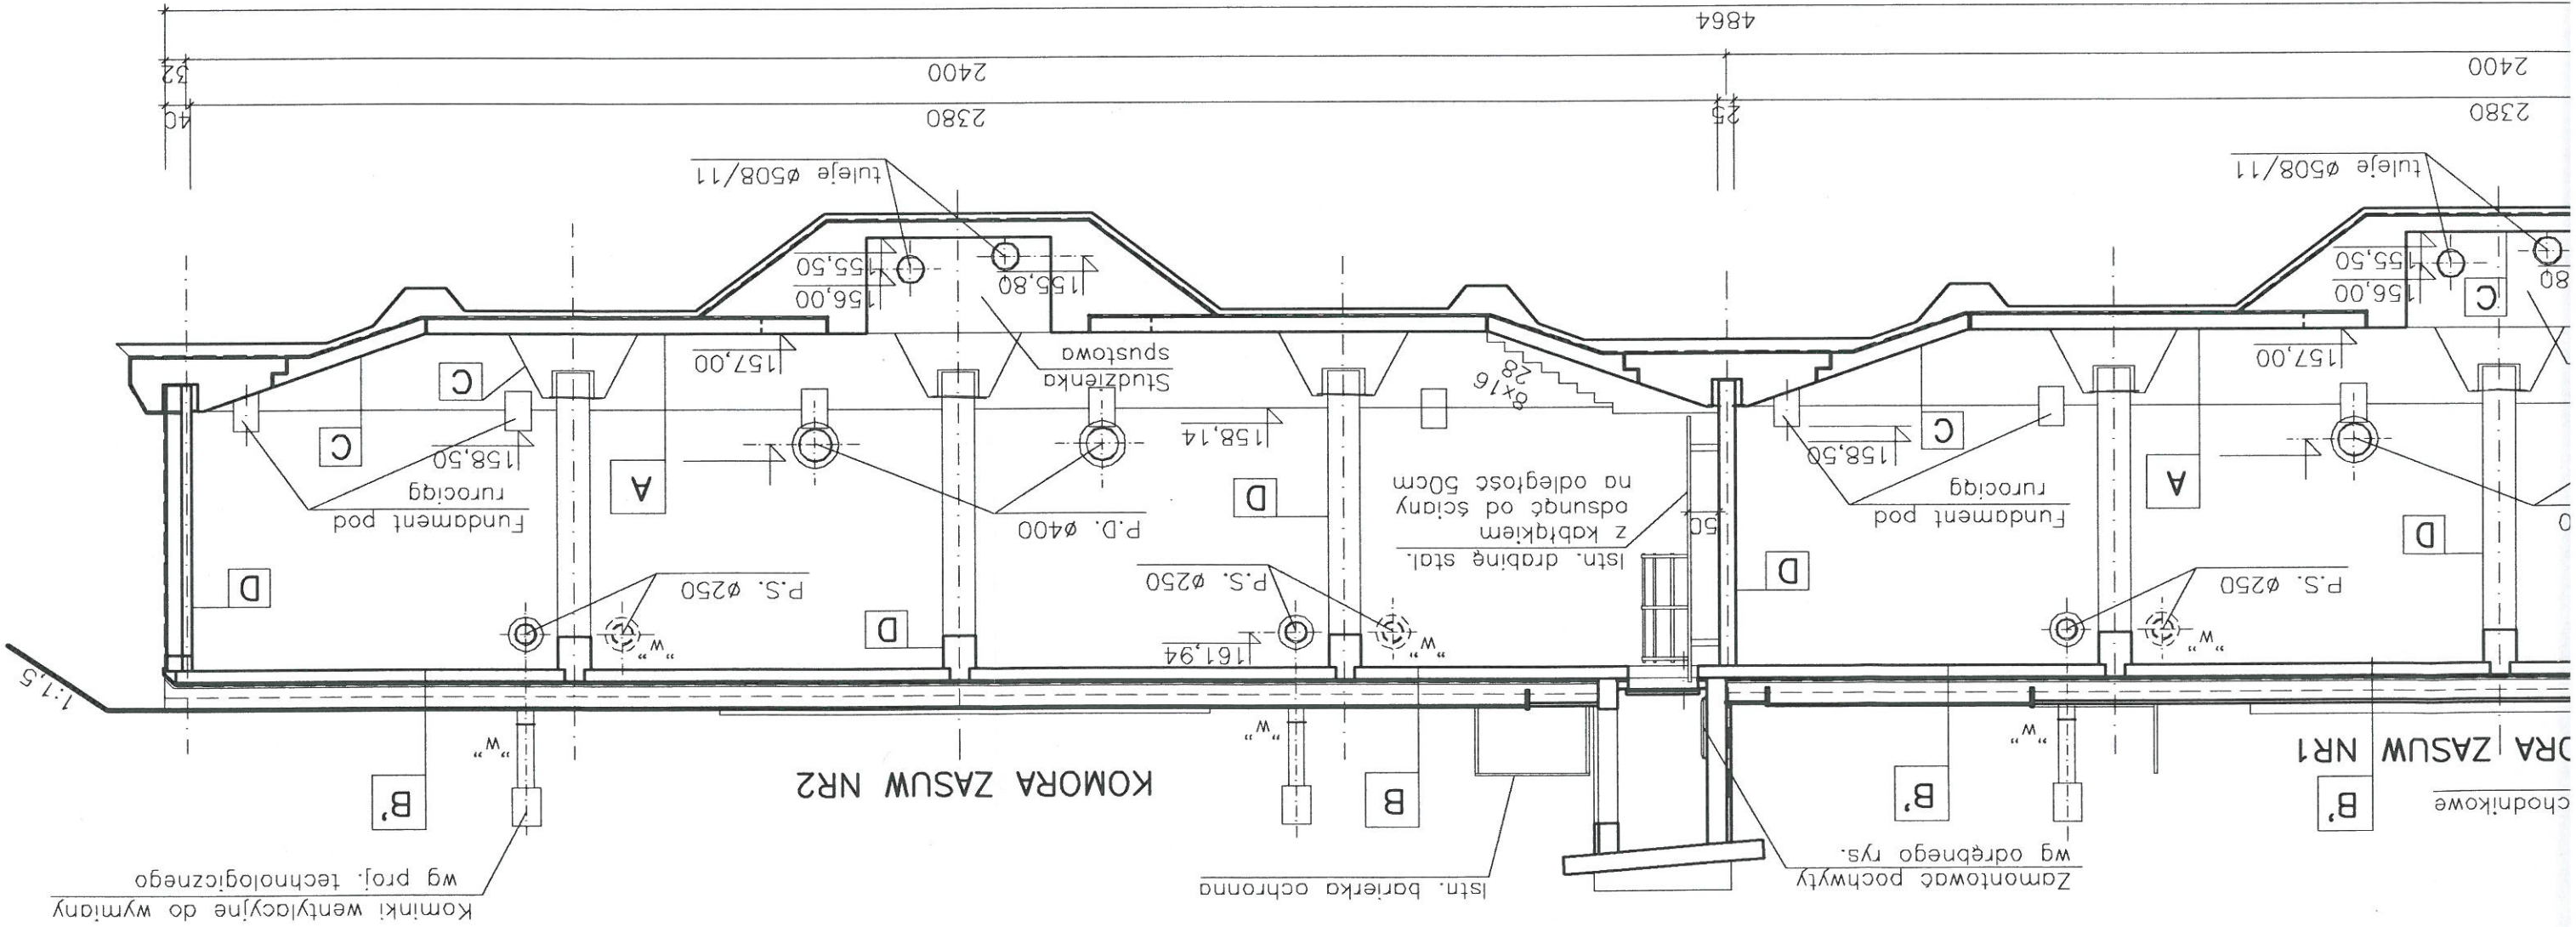 Zamontować pochwyty
wg odrębnego rys.
Istn. barierka ochronna
Kominki wentylacyjne do wymiany
wg proj. technologicznego
chodnikowe
B'
B'
B
B'
ORA ZASUW NR1
KOMORA ZASUW NR2
"w"
"w"
"w"
1:1,5
"w"
"w"
161,94
"w"
P.S. ø250
P.S. ø250
P.S. ø250
D
D
D
D
D
D
Istn. drabinę stal.
z kabłąkiem
odsunąć od ściany
na odległość 50cm
50
P.D. ø400
0
Fundament pod
rurociąg
Fundament pod
rurociąg
A
A
158,50
158,14
158,50
C
C
C
8x16
28
Studzienka
spustowa
157,00
157,00
C
80
156,00
155,50
155,80
156,00
155,50
tuleje ø508/11
tuleje ø508/11
2380
25
2380
40
2400
2400
32
4864